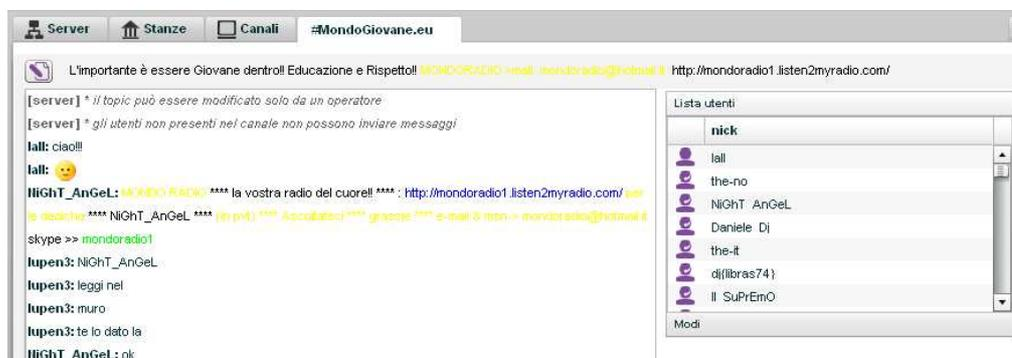 Server Stanze Canali #MondoGiovane.eu
L'importante è essere Giovane dentro!! Educazione e Rispetto!! MONDORADIO >mail: mondoradio@hotmail.it http://mondoradio1.listen2myradio.com/
[server] * il topic può essere modificato solo da un operatore
[server] * gli utenti non presenti nel canale non possono inviare messaggi
lall: ciao!!!
lall:
NiGhT_AnGeL: MONDO RADIO **** la vostra radio del cuore!! **** : http://mondoradio1.listen2myradio.com/ per
le dediche **** NiGhT_AnGeL **** (in pvt) **** Ascoltateci **** grassie **** e-mail & msn-> mondoradio@hotmail.it
skype >> mondoradio1
lupen3: NiGhT_AnGeL
lupen3: leggi nel
lupen3: muro
lupen3: te lo dato la
NiGhT_AnGeL: ok
Lista utenti
nick
lall
the-no
NiGhT AnGeL
Daniele Dj
the-it
dj{libras74}
Il SuPrEmO
Modi